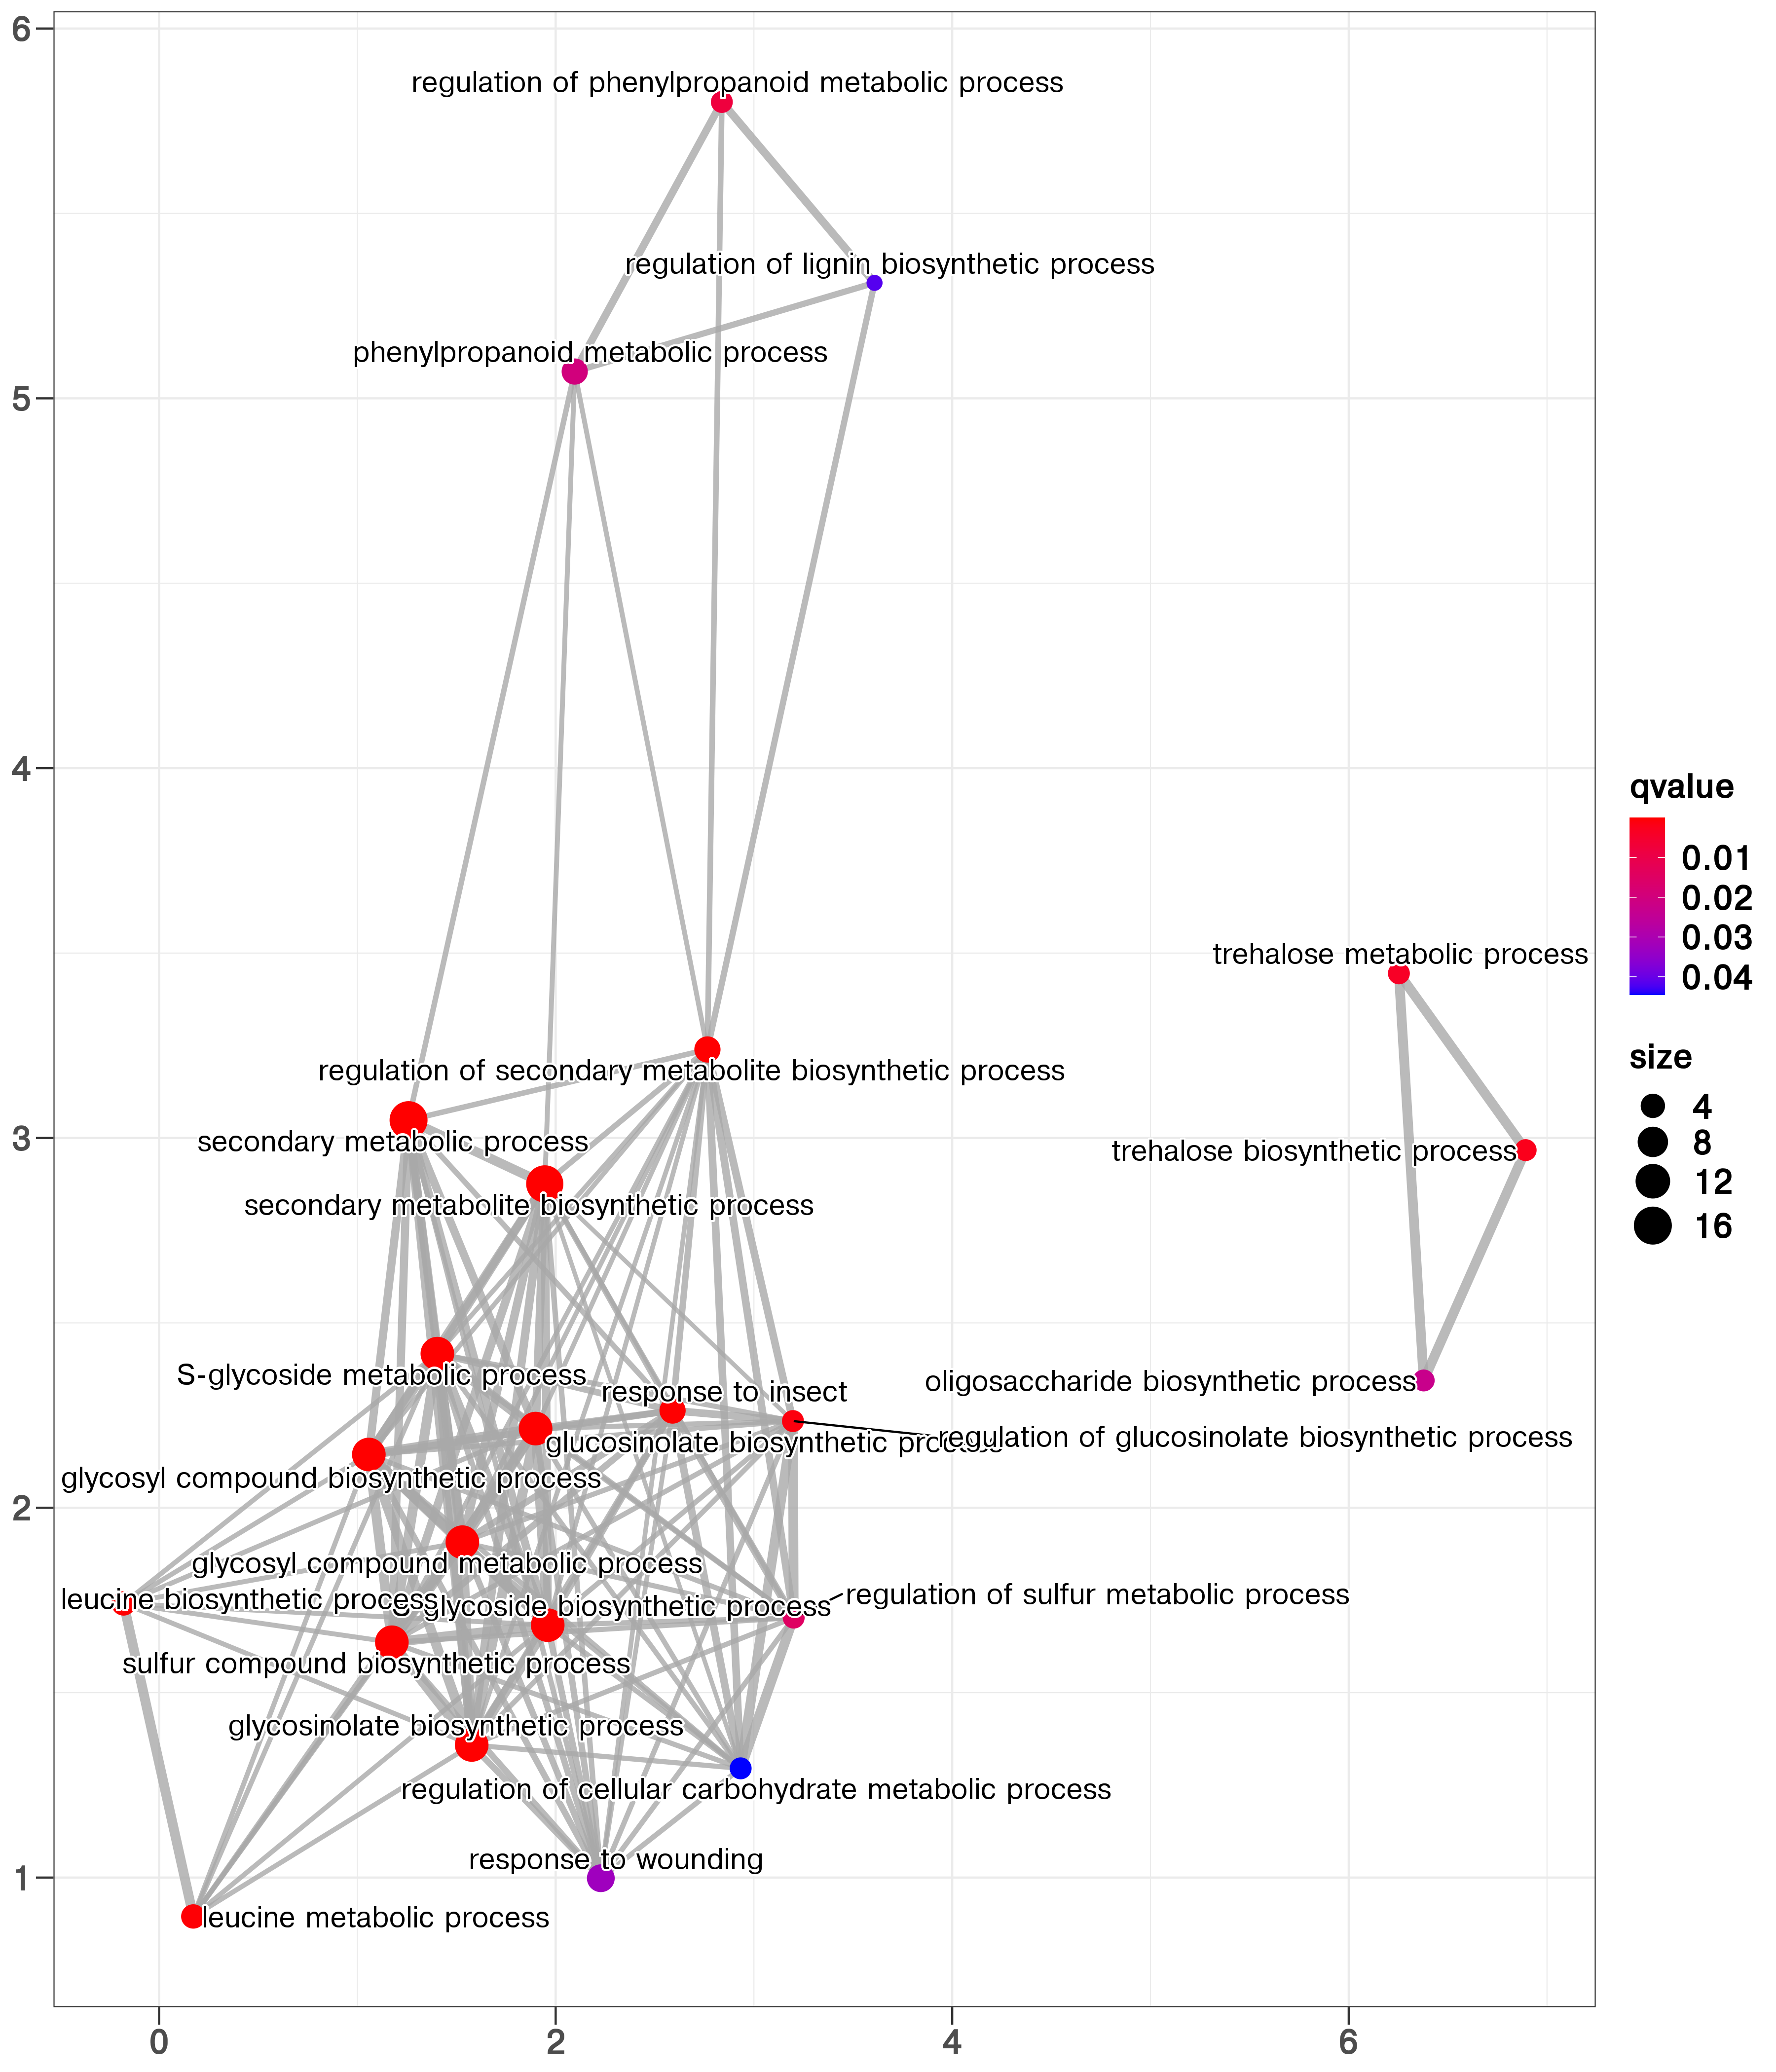 6
regulation of phenylpropanoid metabolic process
regulation of lignin biosynthetic process
phenylpropanoid metabolic process
5
4
qvalue
0.01
0.02
0.03
0.04
trehalose metabolic process
size
4
8
12
16
regulation of secondary metabolite biosynthetic process
3
secondary metabolic process
trehalose biosynthetic process
secondary metabolite biosynthetic process
S-glycoside metabolic process
oligosaccharide biosynthetic process
response to insect
glucosinolate biosynthetic process
regulation of glucosinolate biosynthetic process
glycosyl compound biosynthetic process
2
glycosyl compound metabolic process
leucine biosynthetic process
S-glycoside biosynthetic process
regulation of sulfur metabolic process
sulfur compound biosynthetic process
glycosinolate biosynthetic process
regulation of cellular carbohydrate metabolic process
response to wounding
1
leucine metabolic process
0
2
4
6